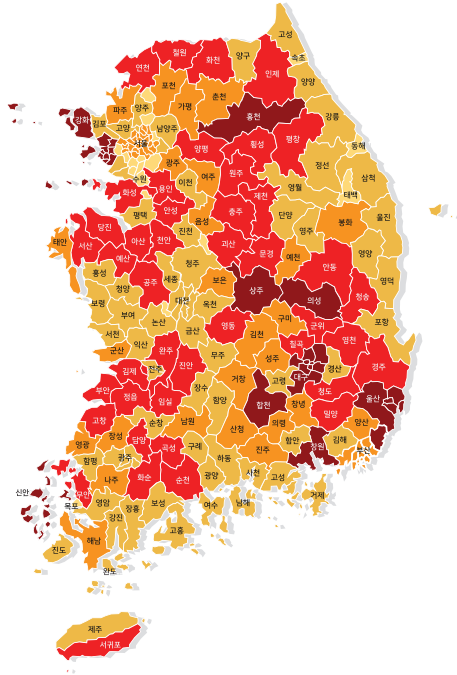 고성
속초
양구
철원
화천
인제
양양
연천
포천
춘천
파주
양주
가평
홍천
강릉
강화
김포
고양
남양주
서울
횡성
평창
동해
양평
정선
삼척
광주
원주
수원
이천
여주
영월
태백
화성
용인
제천
평택
안성
음성
충주
단양
봉화
울진
당진
진천
영주
태안
서산
아산
천안
괴산
문경
예천
영양
예산
청주
안동
홍성
공주
세종
보은
영덕
청양
상주
의성
청송
보령
대전
옥천
부여
논산
구미
포항
서천
금산
영동
김천
군위
익산
칠곡
영천
군산
완주
무주
성주
경주
김제
전주
진안
대구
경산
거창
고령
부안
정읍
임실
장수
함양
합천
청도
울산
창녕
고창
순창
남원
산청
의령
밀양
양산
장성
담양
영광
곡성
구례
진주
함안
창원
김해
부산
함평
광주
하동
나주
화순
순천
광양
사천
고성
신안
무안
거제
목포
영암
장흥
보성
여수
남해
강진
고흥
진도
해남
완도
제주
서귀포